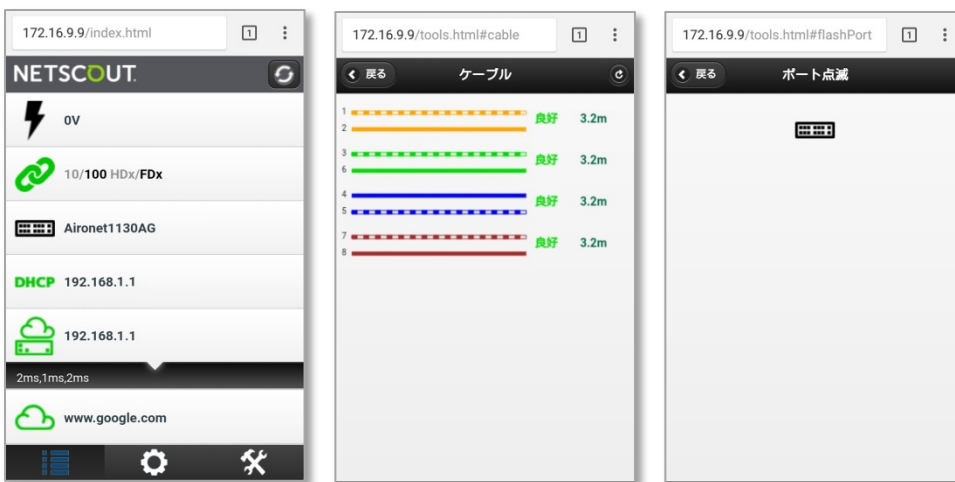 172.16.9.9/index.html
1
NETSCOUT.
0V
10/100 HDx/FDx
Aironet1130AG
DHCP 192.168.1.1
192.168.1.1
2ms,1ms,2ms
www.google.com
172.16.9.9/tools.html#cable
1
戻る
ケーブル
1
2
良好 3.2m
3
6
良好 3.2m
4
5
良好 3.2m
7
8
良好 3.2m
172.16.9.9/tools.html#flashPort
1
戻る
ポート点滅